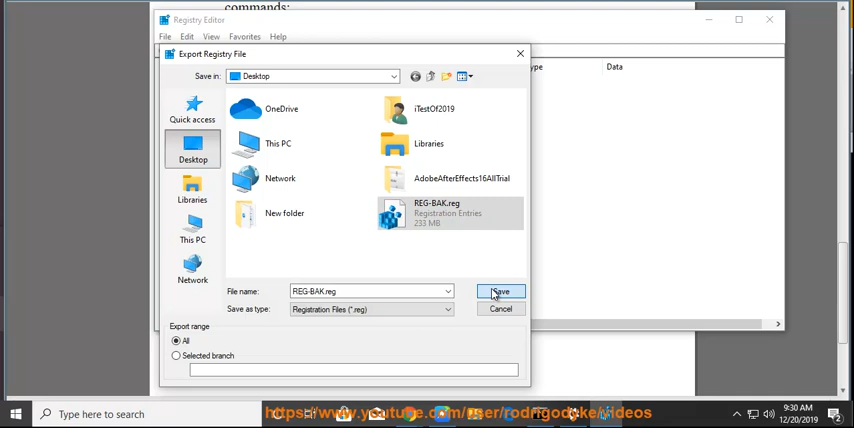 commands:
Registry Editor
File Edit View Favorites Help
Export Registry File
ype Data
Save in: Desktop
Quick access
Desktop
Libraries
This PC
Network
OneDrive
iTestOf2019
This PC
Libraries
Network
AdobeAfterEffects16AllTrial
New folder
REG-BAK.reg
Registration Entries
233 MB
File name: REG-BAK.reg Save
Save as type: Registration Files (*.reg) Cancel
Export range
All
Selected branch
Type here to search
https://www.youtube.com/user/rodrigodyke/videos
9:30 AM
12/20/2019
2